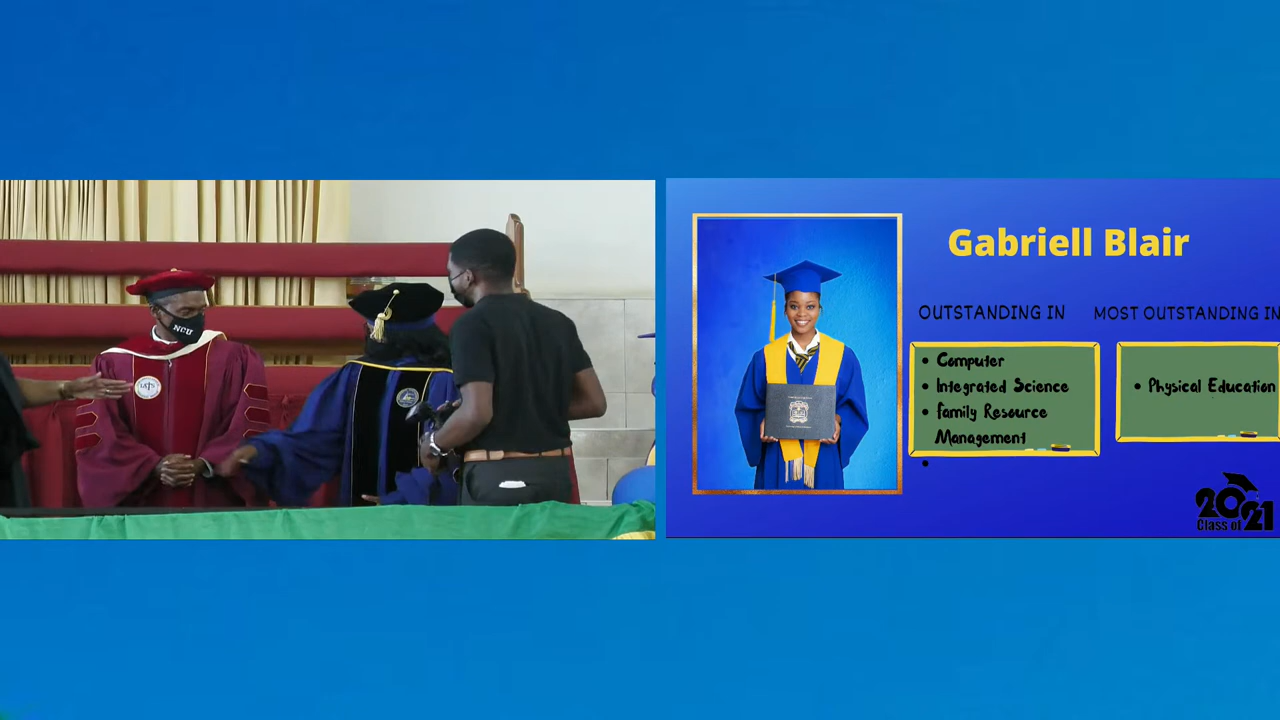 NCU
Gabriell Blair
OUTSTANDING IN
MOST OUTSTANDING IN
• Computer
• Integrated Science
• Family Resource
Management
•
• Physical Education
2021
Class of